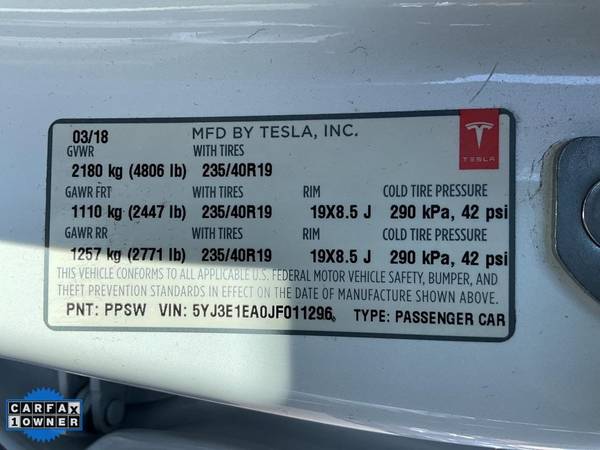 03/18 MFD BY TESLA, INC.
GVWR WITH TIRES
2180 kg (4806 lb) 235/40R19
TESLA
GAWR FRT WITH TIRES RIM COLD TIRE PRESSURE
1110 kg (2447 lb) 235/40R19 19X8.5 J 290 kPa, 42 psi
GAWR RR WITH TIRES RIM COLD TIRE PRESSURE
1257 kg (2771 lb) 235/40R19 19X8.5 J 290 kPa, 42 psi
THIS VEHICLE CONFORMS TO ALL APPLICABLE U.S. FEDERAL MOTOR VEHICLE SAFETY, BUMPER, AND
THEFT PREVENTION STANDARDS IN EFFECT ON THE DATE OF MANUFACTURE SHOWN ABOVE.
PNT: PPSW VIN: 5YJ3E1EA0JF011296 TYPE: PASSENGER CAR
CARFAX
1 OWNER